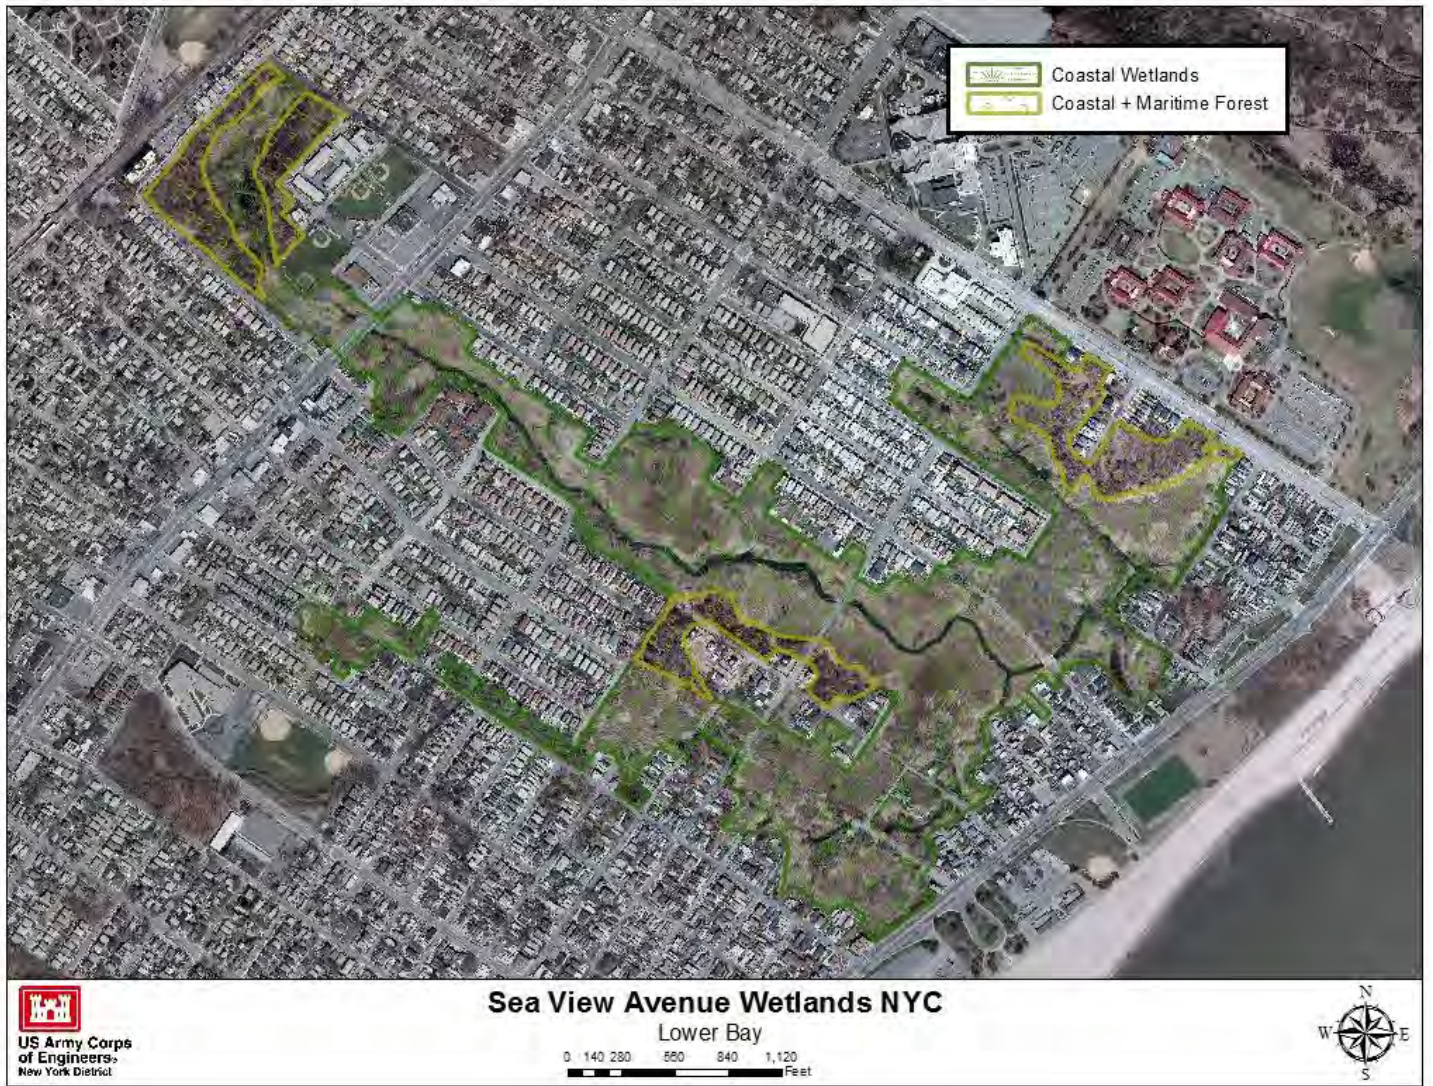 Coastal Wetlands
Coastal + Maritime Forest
Sea View Avenue Wetlands NYC
Lower Bay
0 140 280 560 840 1,120
Feet
US Army Corps
of Engineers®
New York District
N
W E
S